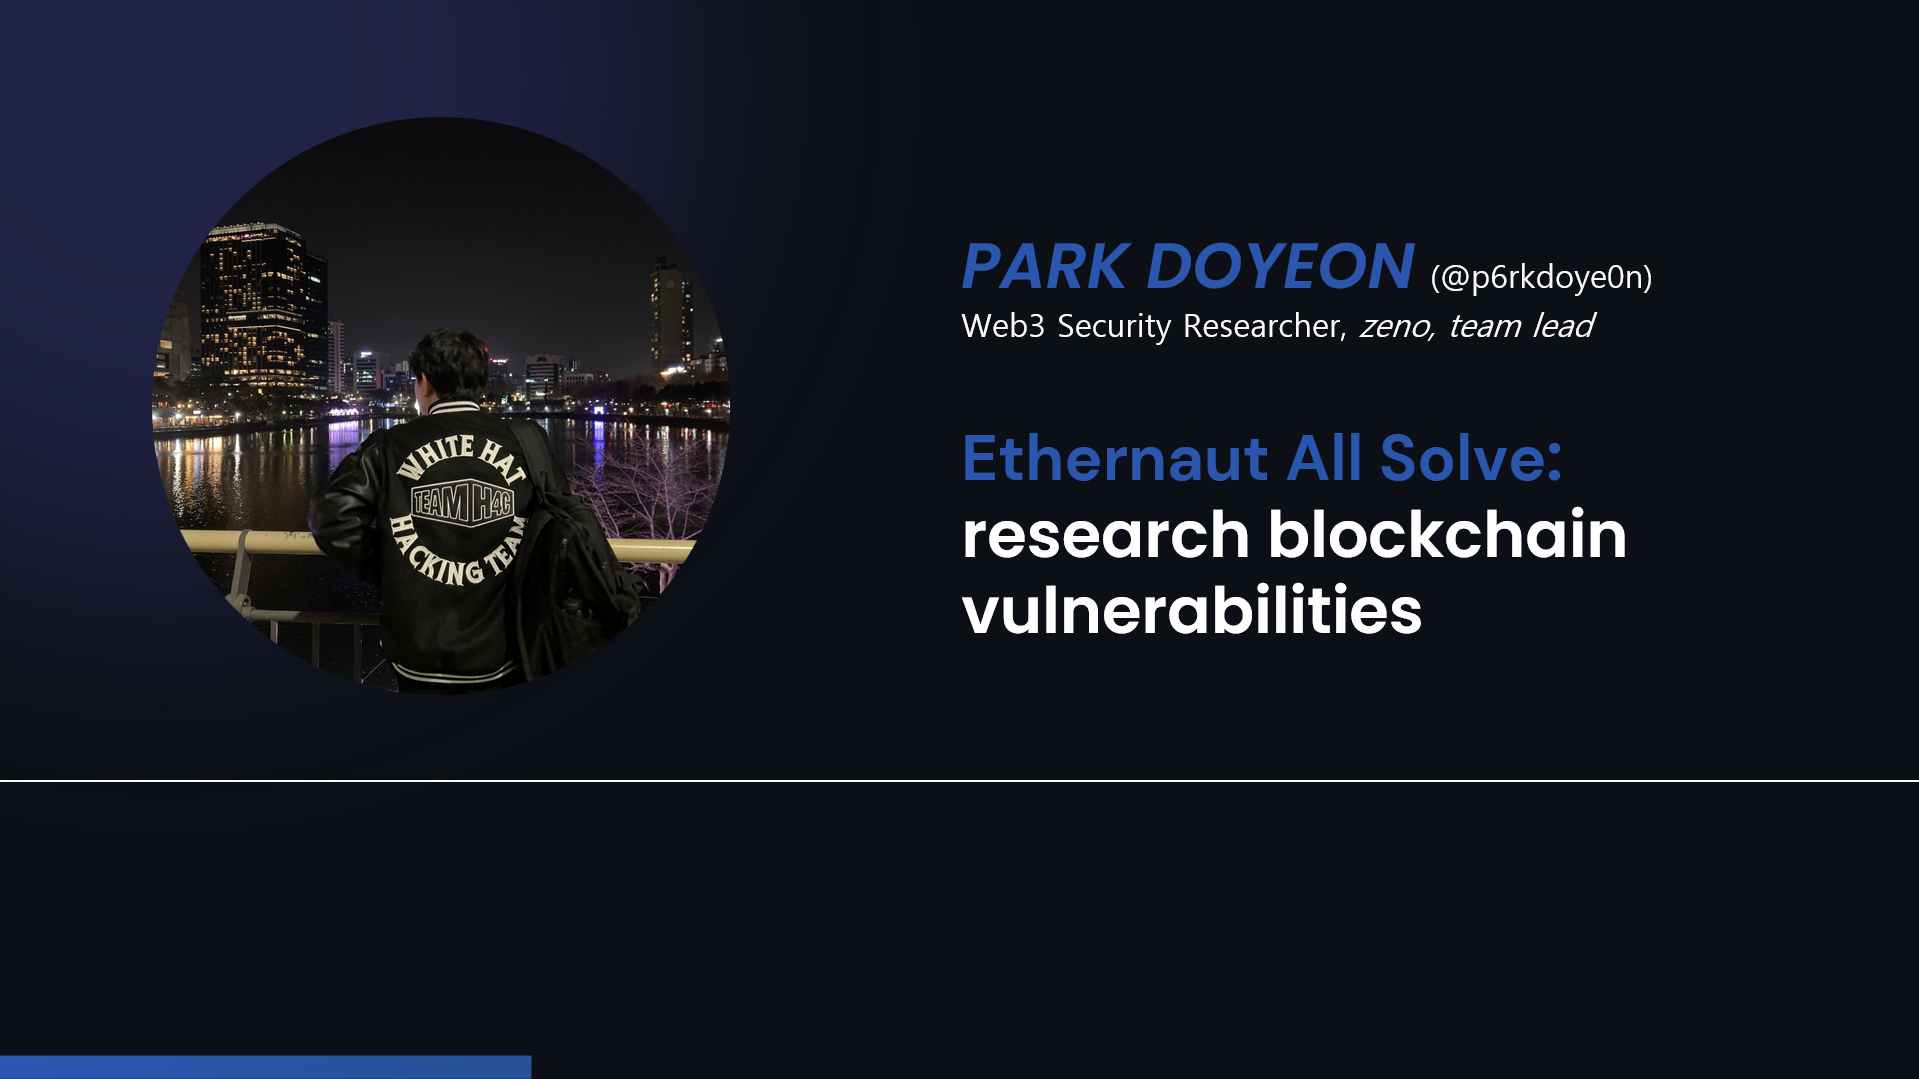 PARK DOYEON (@p6rkdoye0n)
Web3 Security Researcher, zeno, team lead
Ethernaut All Solve:
research blockchain
vulnerabilities
WHITE HAT
TEAM H4C
HACKING TEAM